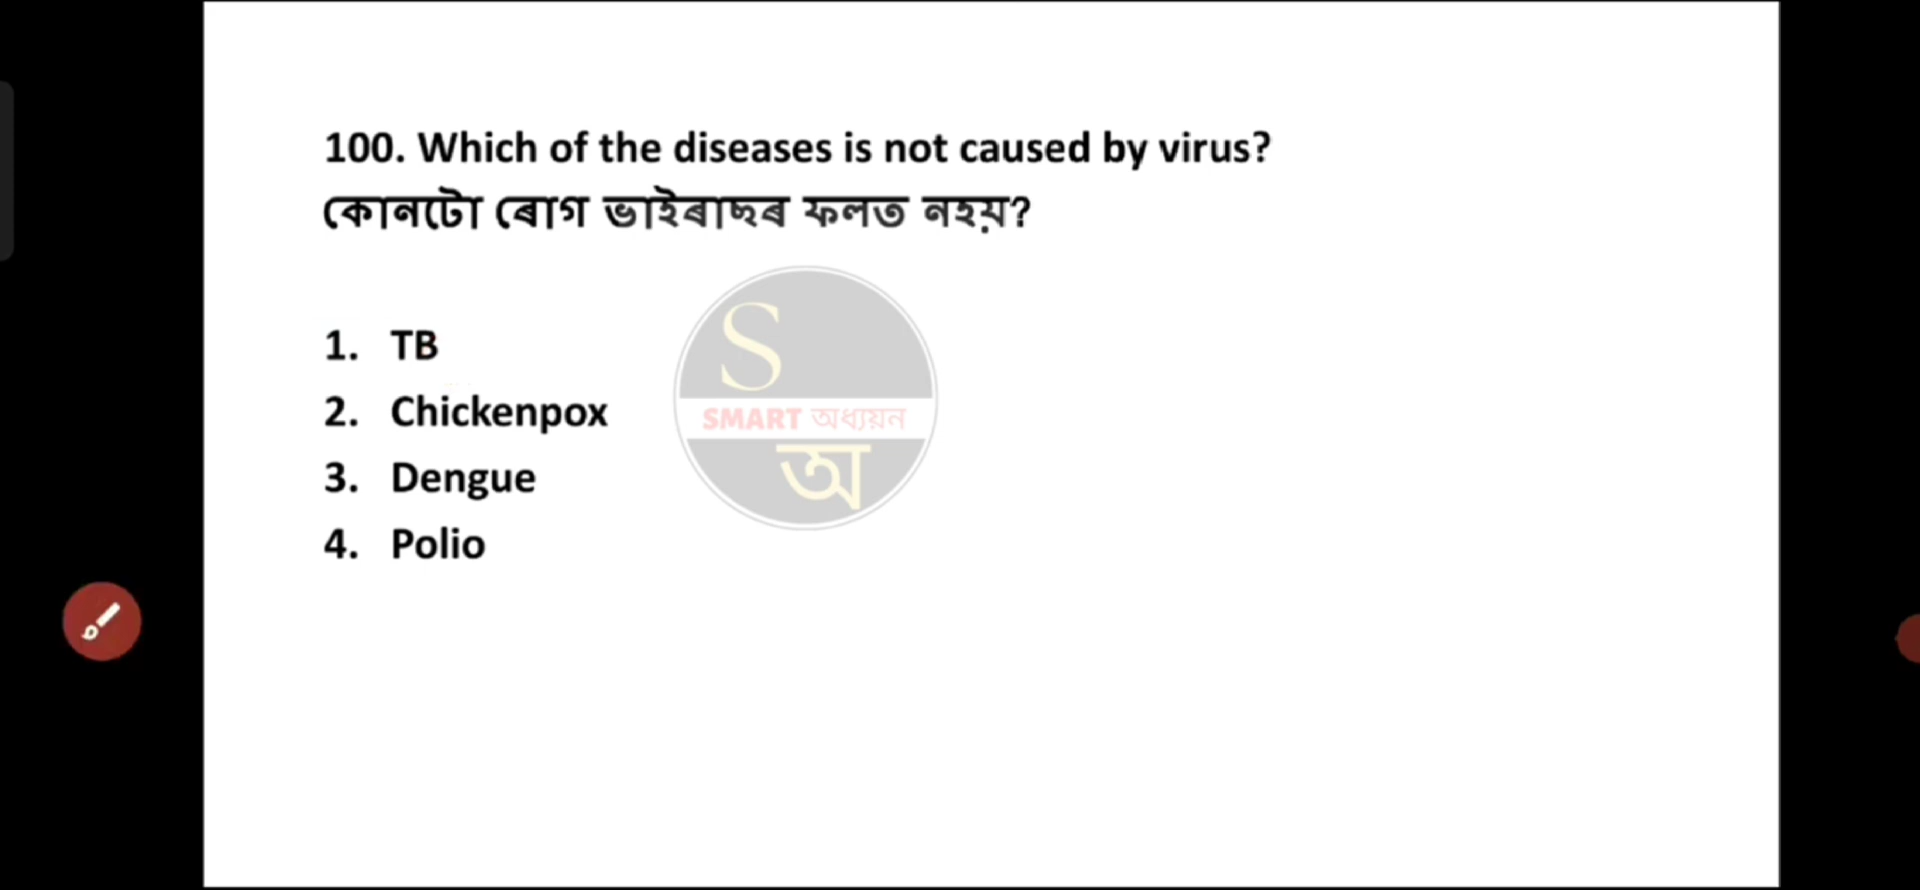 100. Which of the diseases is not caused by virus?
কোনটো ৰোগ ভাইৰাছৰ ফলত নহয়?
1. TB
2. Chickenpox
3. Dengue
4. Polio
S
SMART অধ্যয়ন
অ